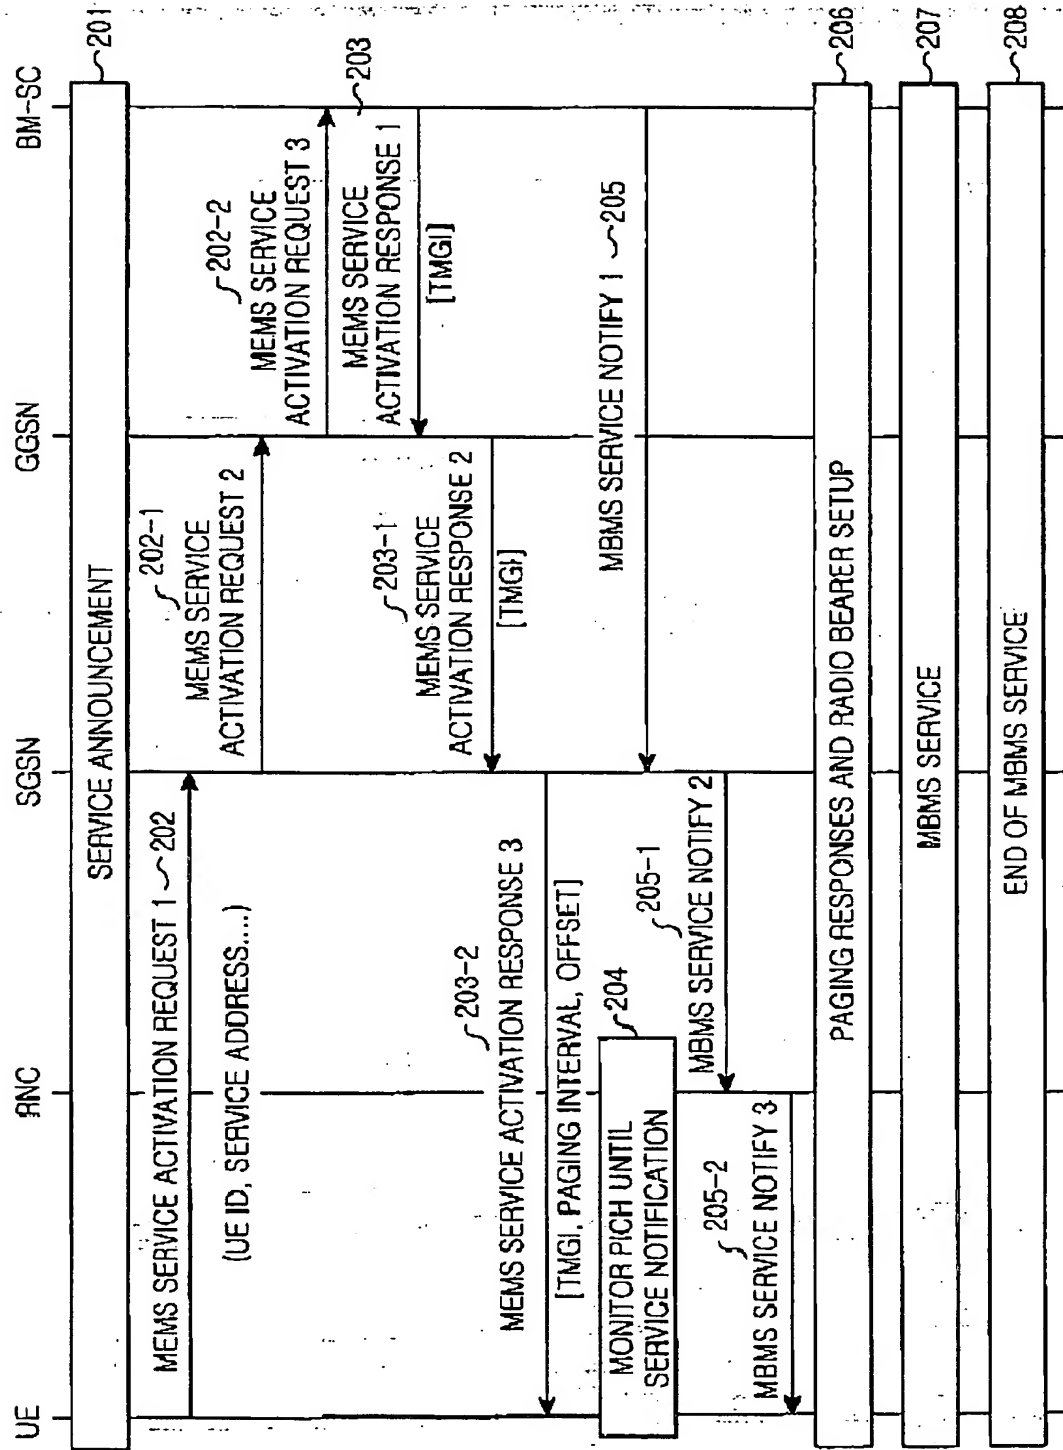 UE
RNC
SGSN
GGSN
BM-SC
SERVICE ANNOUNCEMENT
201
MEMS SERVICE ACTIVATION REQUEST 1
202
(UE ID, SERVICE ADDRESS....)
202-1
MEMS SERVICE
ACTIVATION REQUEST 2
202-2
MEMS SERVICE
ACTIVATION REQUEST 3
203
MEMS SERVICE
ACTIVATION RESPONSE 1
[TMGI]
203-1
MEMS SERVICE
ACTIVATION RESPONSE 2
[TMGI]
203-2
MEMS SERVICE ACTIVATION RESPONSE 3
[TMGI, PAGING INTERVAL, OFFSET]
204
MONITOR PICH UNTIL
SERVICE NOTIFICATION
MBMS SERVICE NOTIFY 1
205
205-1
MBMS SERVICE NOTIFY 2
205-2
MBMS SERVICE NOTIFY 3
PAGING RESPONSES AND RADIO BEARER SETUP
206
MBMS SERVICE
207
END OF MBMS SERVICE
208